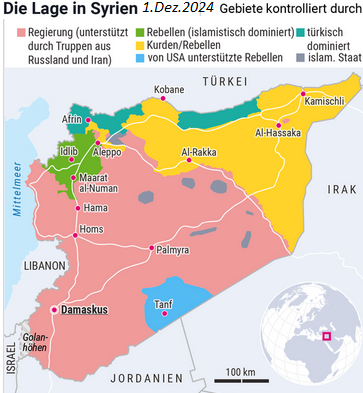 Die Lage in Syrien 1.Dez.2024 Gebiete kontrolliert durch
Regierung (unterstützt
durch Truppen aus
Russland und Iran)
Rebellen (islamistisch dominiert)
Kurden/Rebellen
von USA unterstützte Rebellen
türkisch
dominiert
islam. Staat
TÜRKEI
Kobane
Kamischli
Afrin
Al-Hassaka
Idlib
Aleppo
Al-Rakka
Mittelmeer
Maarat
al-Numan
IRAK
Hama
Homs
Palmyra
LIBANON
Tanf
Damaskus
Golan-
höhen
ISRAEL
100 km
JORDANIEN